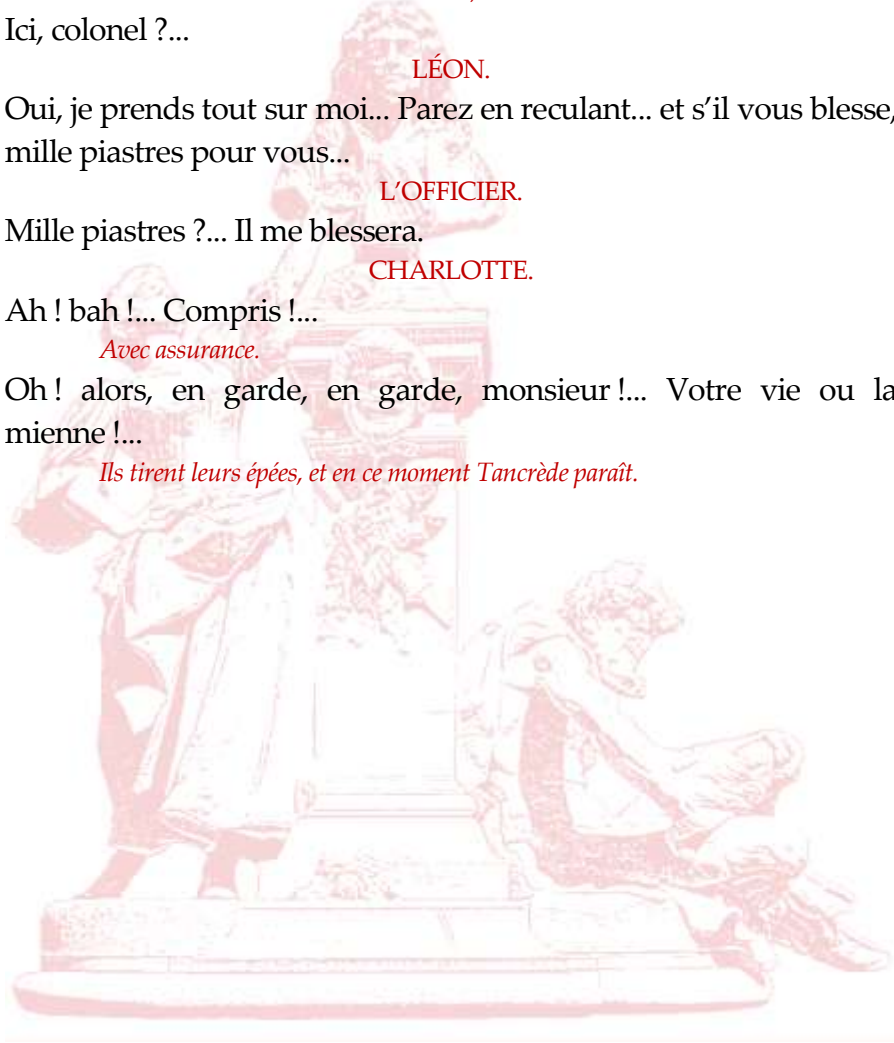 Ici, colonel ?...
LÉON.
Oui, je prends tout sur moi... Parez en reculant... et s’il vous blesse,
mille piastres pour vous...
L’OFFICIER.
Mille piastres ?... Il me blessera.
CHARLOTTE.
Ah ! bah !... Compris !...
Avec assurance.
Oh ! alors, en garde, en garde, monsieur !... Votre vie ou la
mienne !...
Ils tirent leurs épées, et en ce moment Tancrède paraît.